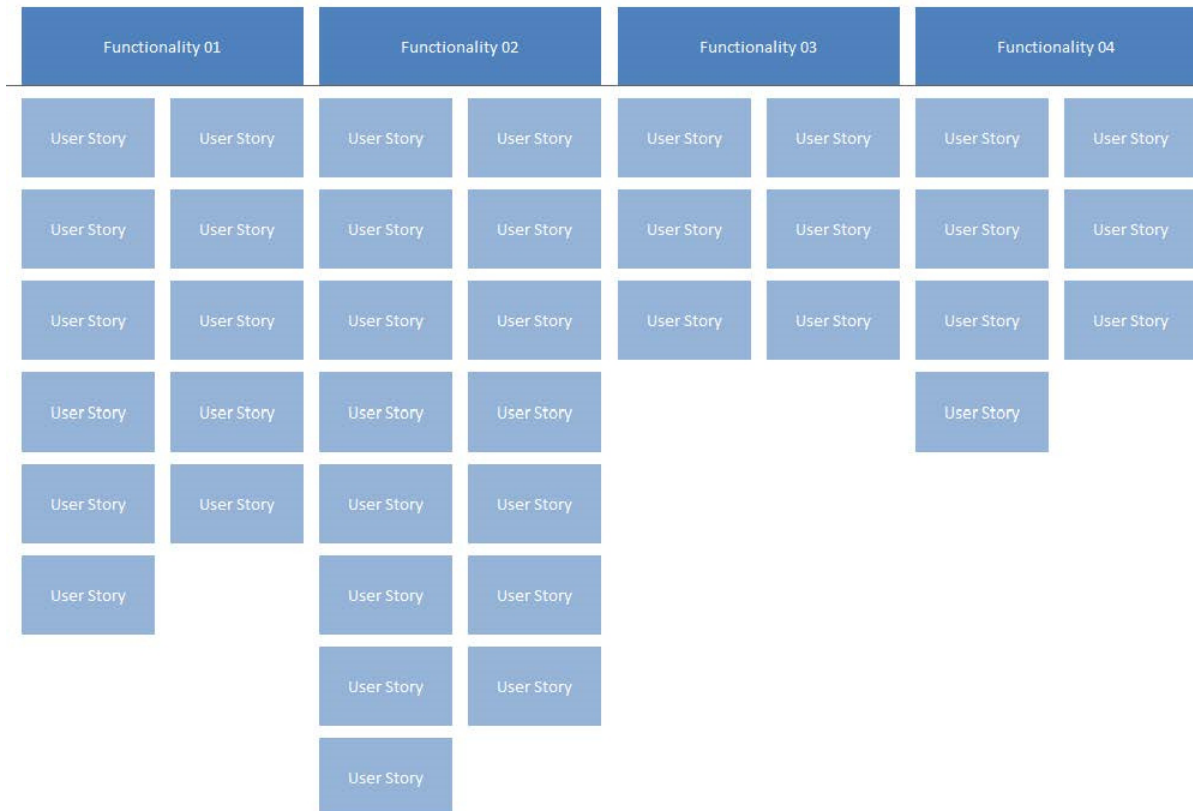 Functionality 01 Functionality 02 Functionality 03 Functionality 04
User Story User Story User Story User Story User Story User Story User Story User Story
User Story User Story User Story User Story User Story User Story User Story User Story
User Story User Story User Story User Story User Story User Story User Story User Story
User Story User Story User Story User Story User Story
User Story User Story User Story User Story
User Story User Story User Story
User Story User Story
User Story